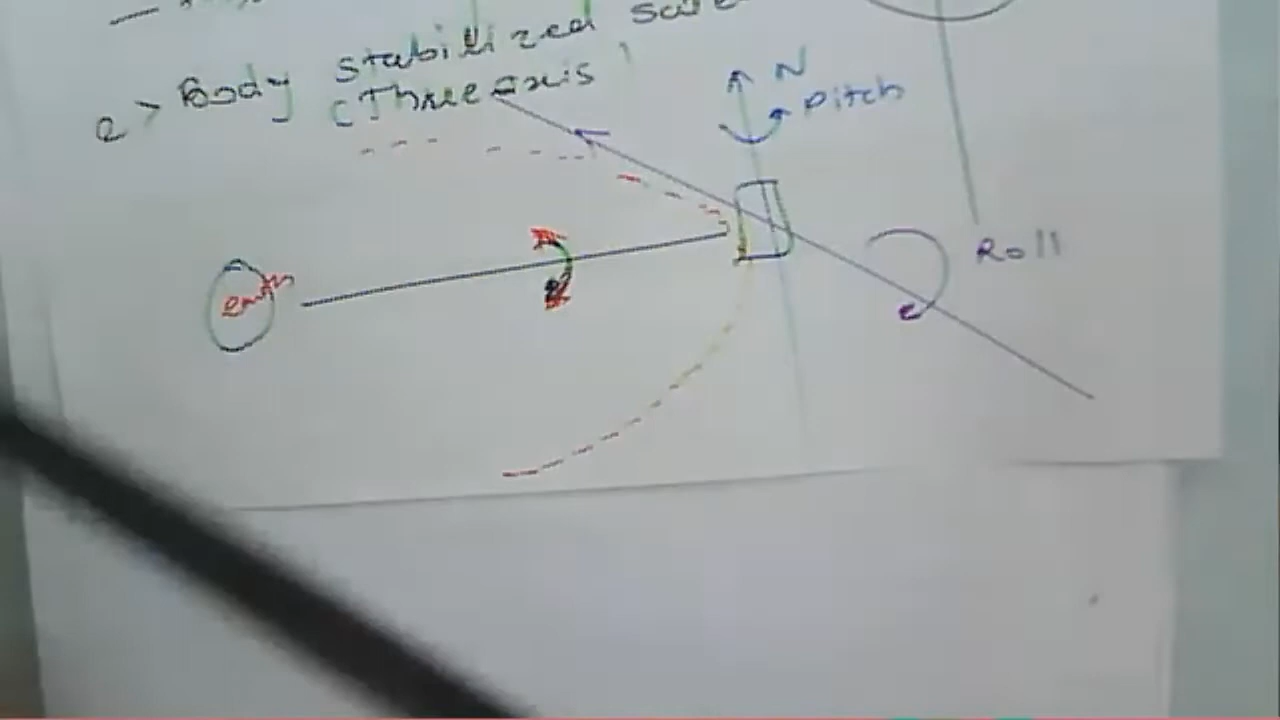 2> Body stabilized
(Three axis
N
Pitch
Roll
earth